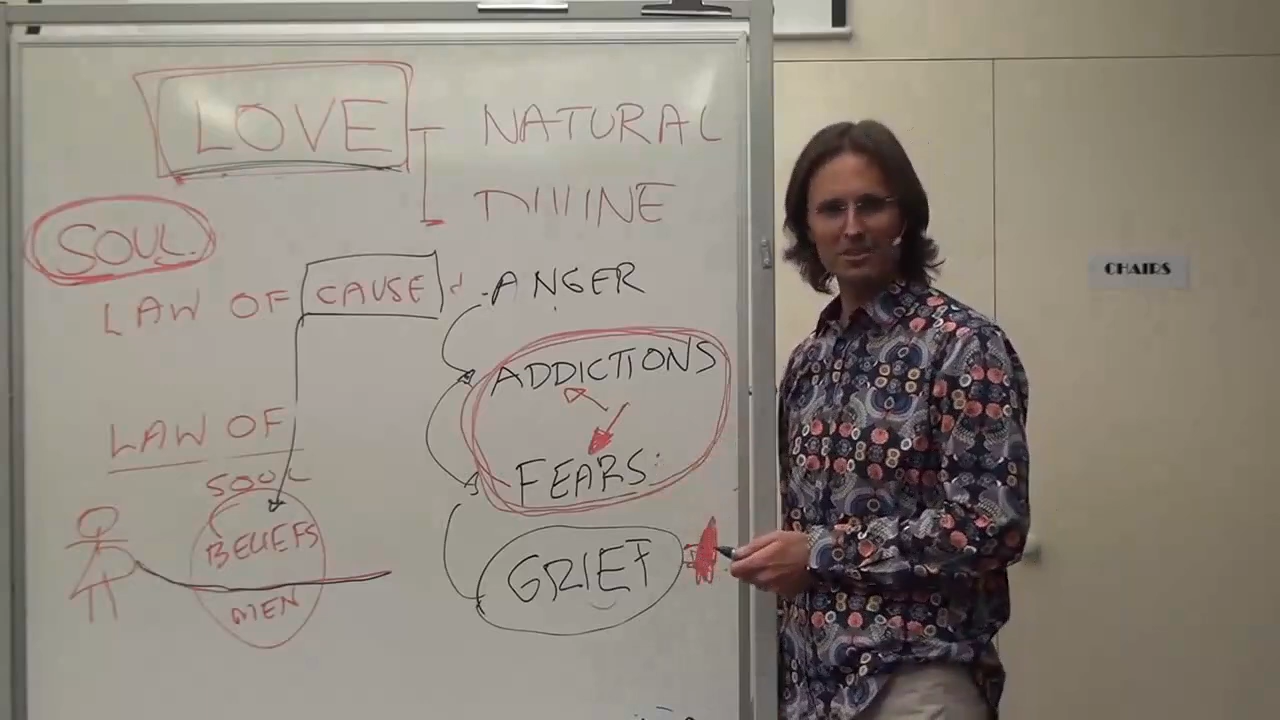 LOVE
NATURAL
DIVINE
SOUL.
LAW OF CAUSE
ANGER
ADDICTIONS
LAW OF
SOUL
FEARS:
BELIEFS
GRIEF
MEN
CHAIRS